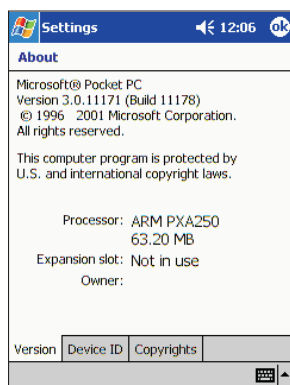 Settings 12:06 ok
About
Microsoft® Pocket PC
Version 3.0.11171 (Build 11178)
© 1996 2001 Microsoft Corporation.
All rights reserved.
This computer program is protected by
U.S. and international copyright laws.
Processor: ARM PXA250
63.20 MB
Expansion slot: Not in use
Owner:
Version Device ID Copyrights